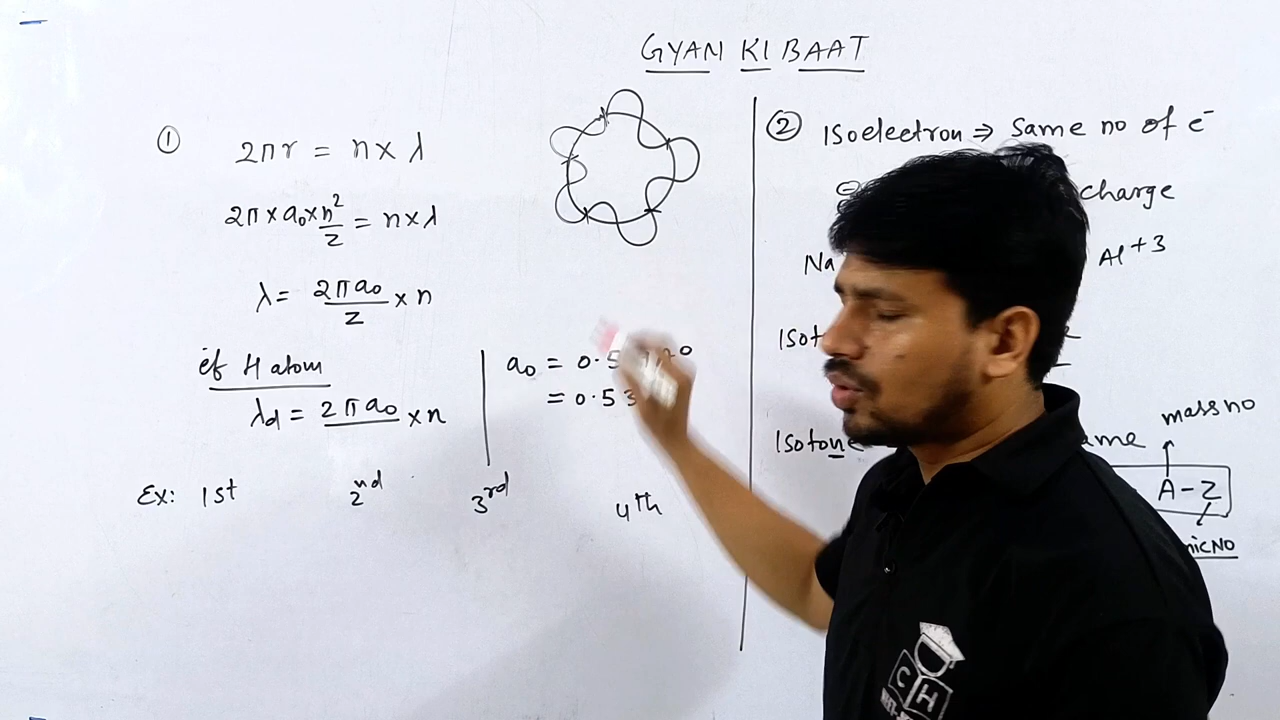 GYAN KI BAAT
① 2πr = n×λ
2π×a₀×n²/z = n×λ
λ = 2πa₀/z × n
if H atom
λd = 2πa₀ × n
a₀ = 0.5
= 0.53
Ex: 1st 2nd 3rd 4th
② Isoelectron ⇒ Same no of e⁻
charge
Na Al+3
Isot
mass no
Isotone ame
A-Z
micNO
C H